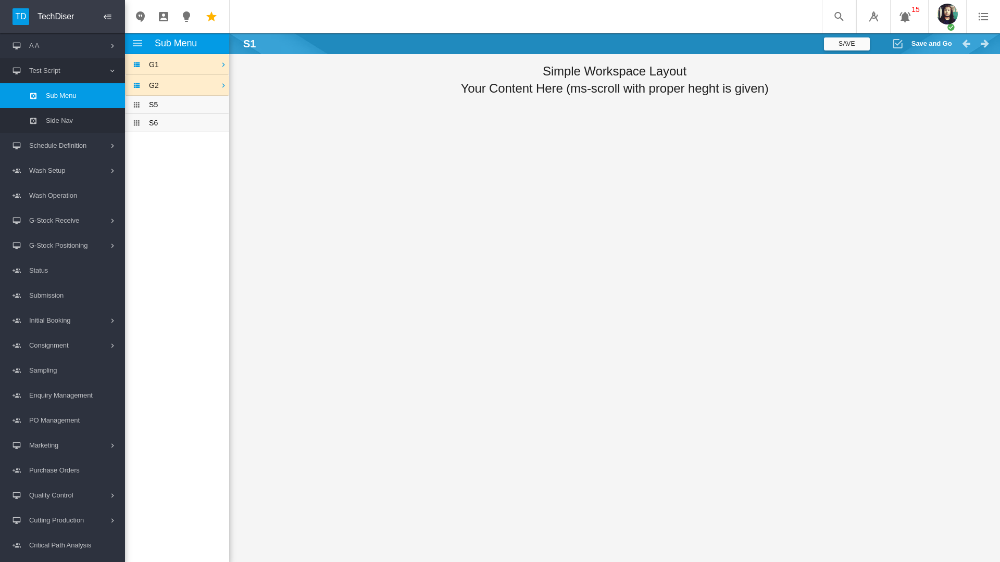 TD TechDiser
15
A A
Test Script
Sub Menu
Side Nav
Schedule Definition
Wash Setup
Wash Operation
G-Stock Receive
G-Stock Positioning
Status
Submission
Initial Booking
Consignment
Sampling
Enquiry Management
PO Management
Marketing
Purchase Orders
Quality Control
Cutting Production
Critical Path Analysis
Sub Menu
G1
G2
S5
S6
S1
SAVE
Save and Go
Simple Workspace Layout
Your Content Here (ms-scroll with proper heght is given)